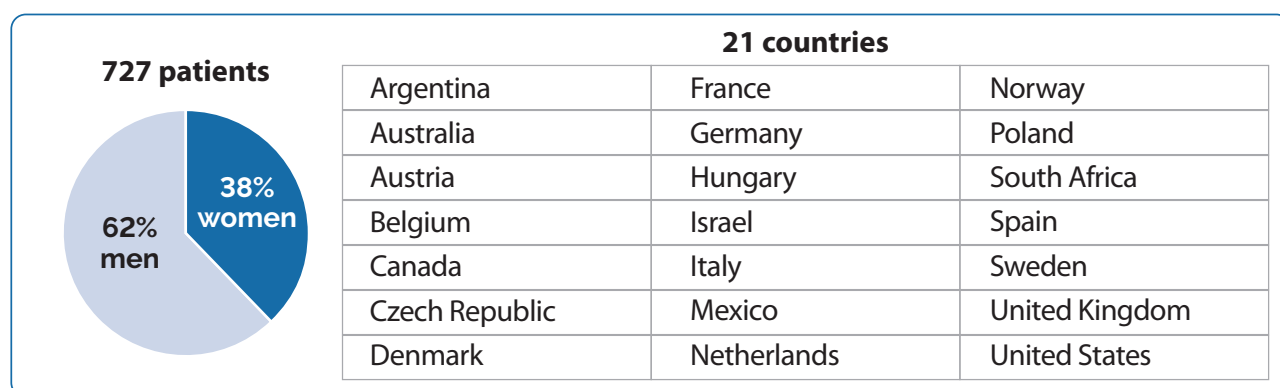 727 patients
38%
women
62%
men
21 countries
Argentina France Norway
Australia Germany Poland
Austria Hungary South Africa
Belgium Israel Spain
Canada Italy Sweden
Czech Republic Mexico United Kingdom
Denmark Netherlands United States